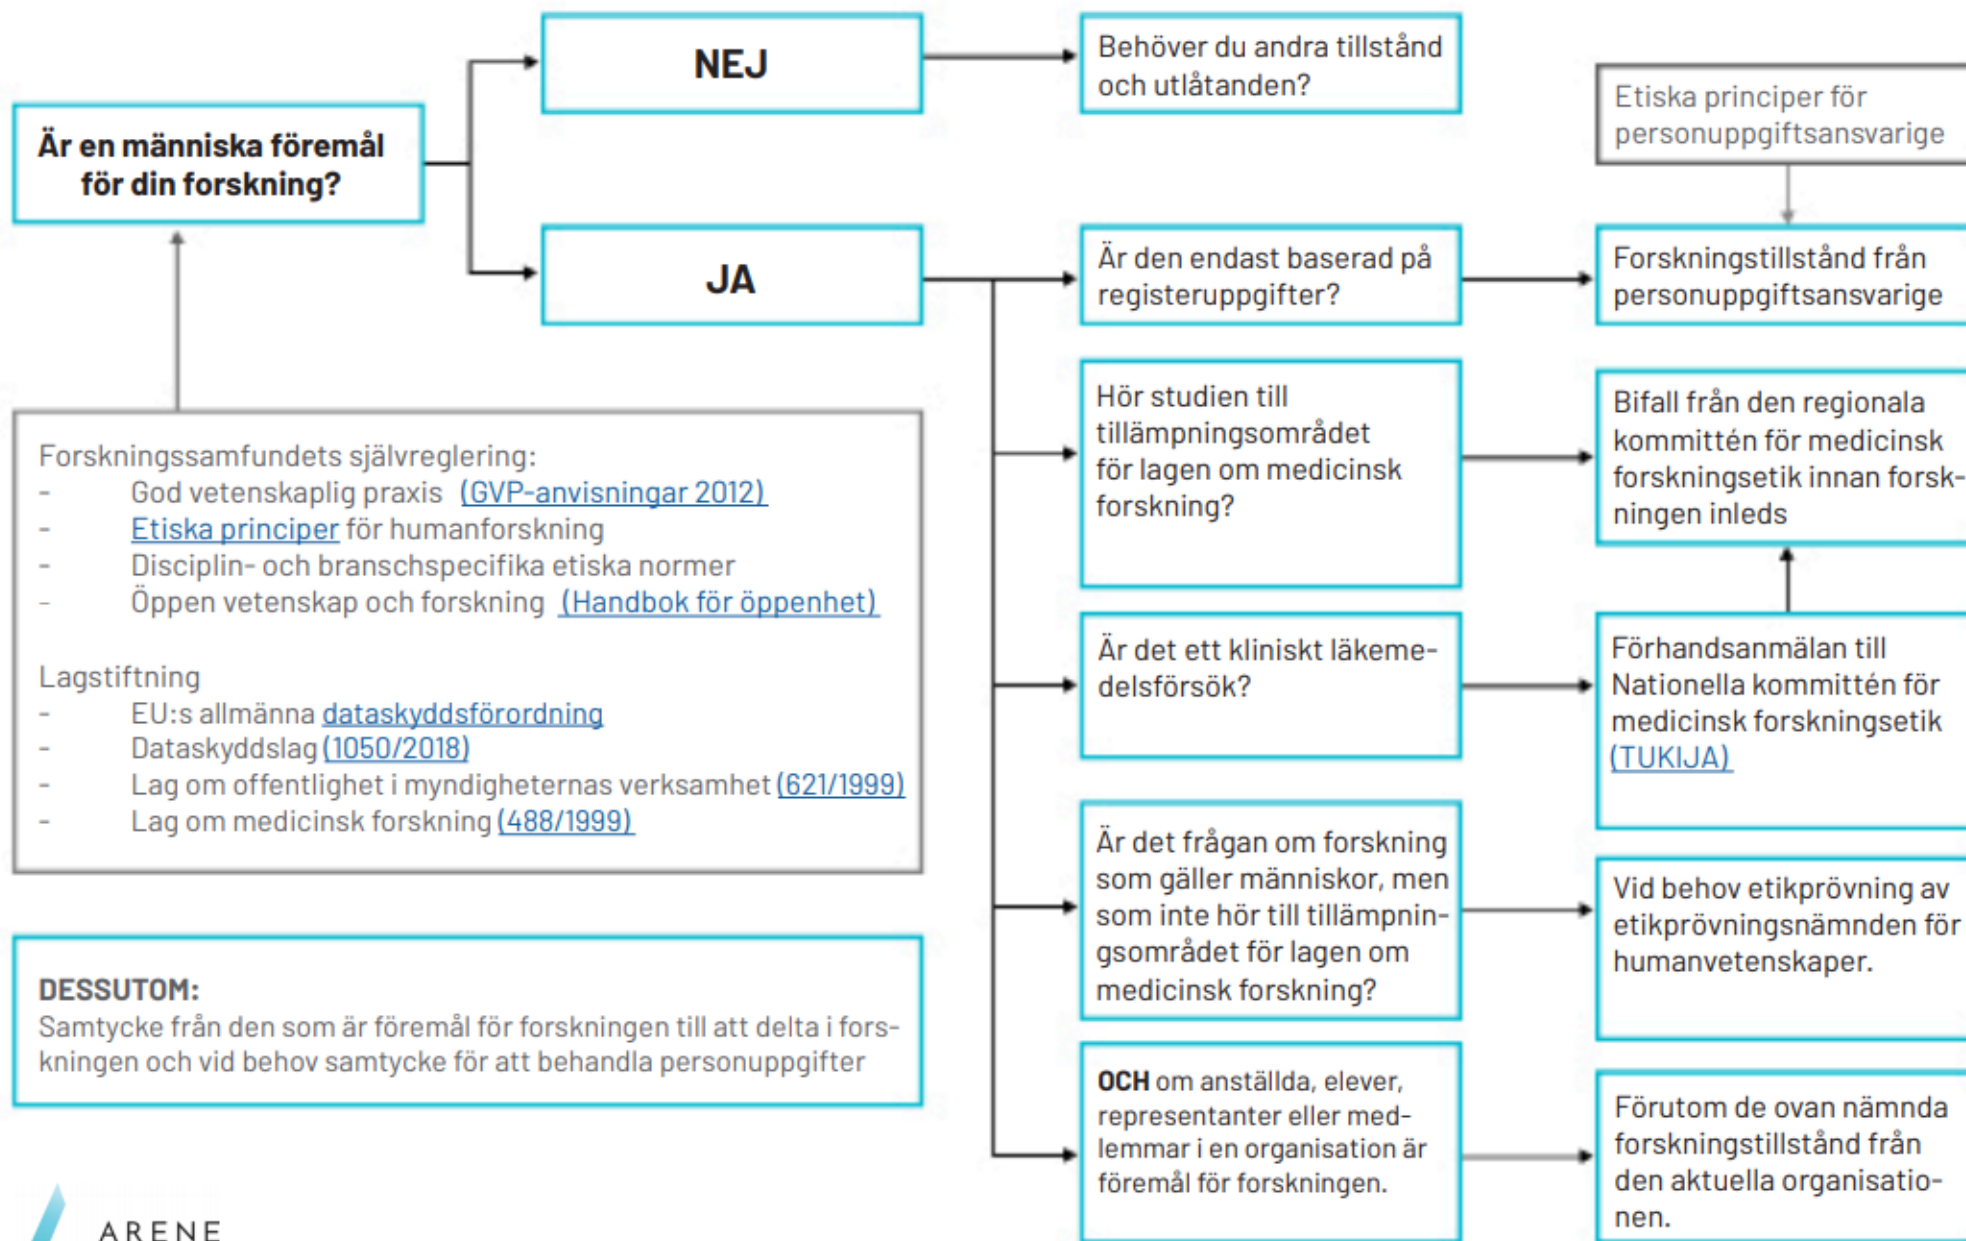 NEJ
Behöver du andra tillstånd
och utlåtanden?
Etiska principer för
personuppgiftsansvarige
Är en människa föremål
för din forskning?
JA
Är den endast baserad på
registeruppgifter?
Forskningstillstånd från
personuppgiftsansvarige
Hör studien till
tillämpningsområdet
för lagen om medicinsk
forskning?
Bifall från den regionala
kommittén för medicinsk
forskningsetik innan forsk-
ningen inleds
Forskningssamfundets självreglering:
- God vetenskaplig praxis (GVP-anvisningar 2012)
- Etiska principer för humanforskning
- Disciplin- och branschspecifika etiska normer
- Öppen vetenskap och forskning (Handbok för öppenhet)
Lagstiftning
- EU:s allmänna dataskyddsförordning
- Dataskyddslag (1050/2018)
- Lag om offentlighet i myndigheternas verksamhet (621/1999)
- Lag om medicinsk forskning (488/1999)
Är det ett kliniskt läkeme-
delsförsök?
Förhandsanmälan till
Nationella kommittén för
medicinsk forskningsetik
(TUKIJA)
Är det frågan om forskning
som gäller människor, men
som inte hör till tillämpnin-
gsområdet för lagen om
medicinsk forskning?
Vid behov etikprövning av
etikprövningsnämnden för
humanvetenskaper.
DESSUTOM:
Samtycke från den som är föremål för forskningen till att delta i fors-
kningen och vid behov samtycke för att behandla personuppgifter
OCH om anställda, elever,
representanter eller med-
lemmar i en organisation är
föremål för forskningen.
Förutom de ovan nämnda
forskningstillstånd från
den aktuella organisatio-
nen.
ARENE